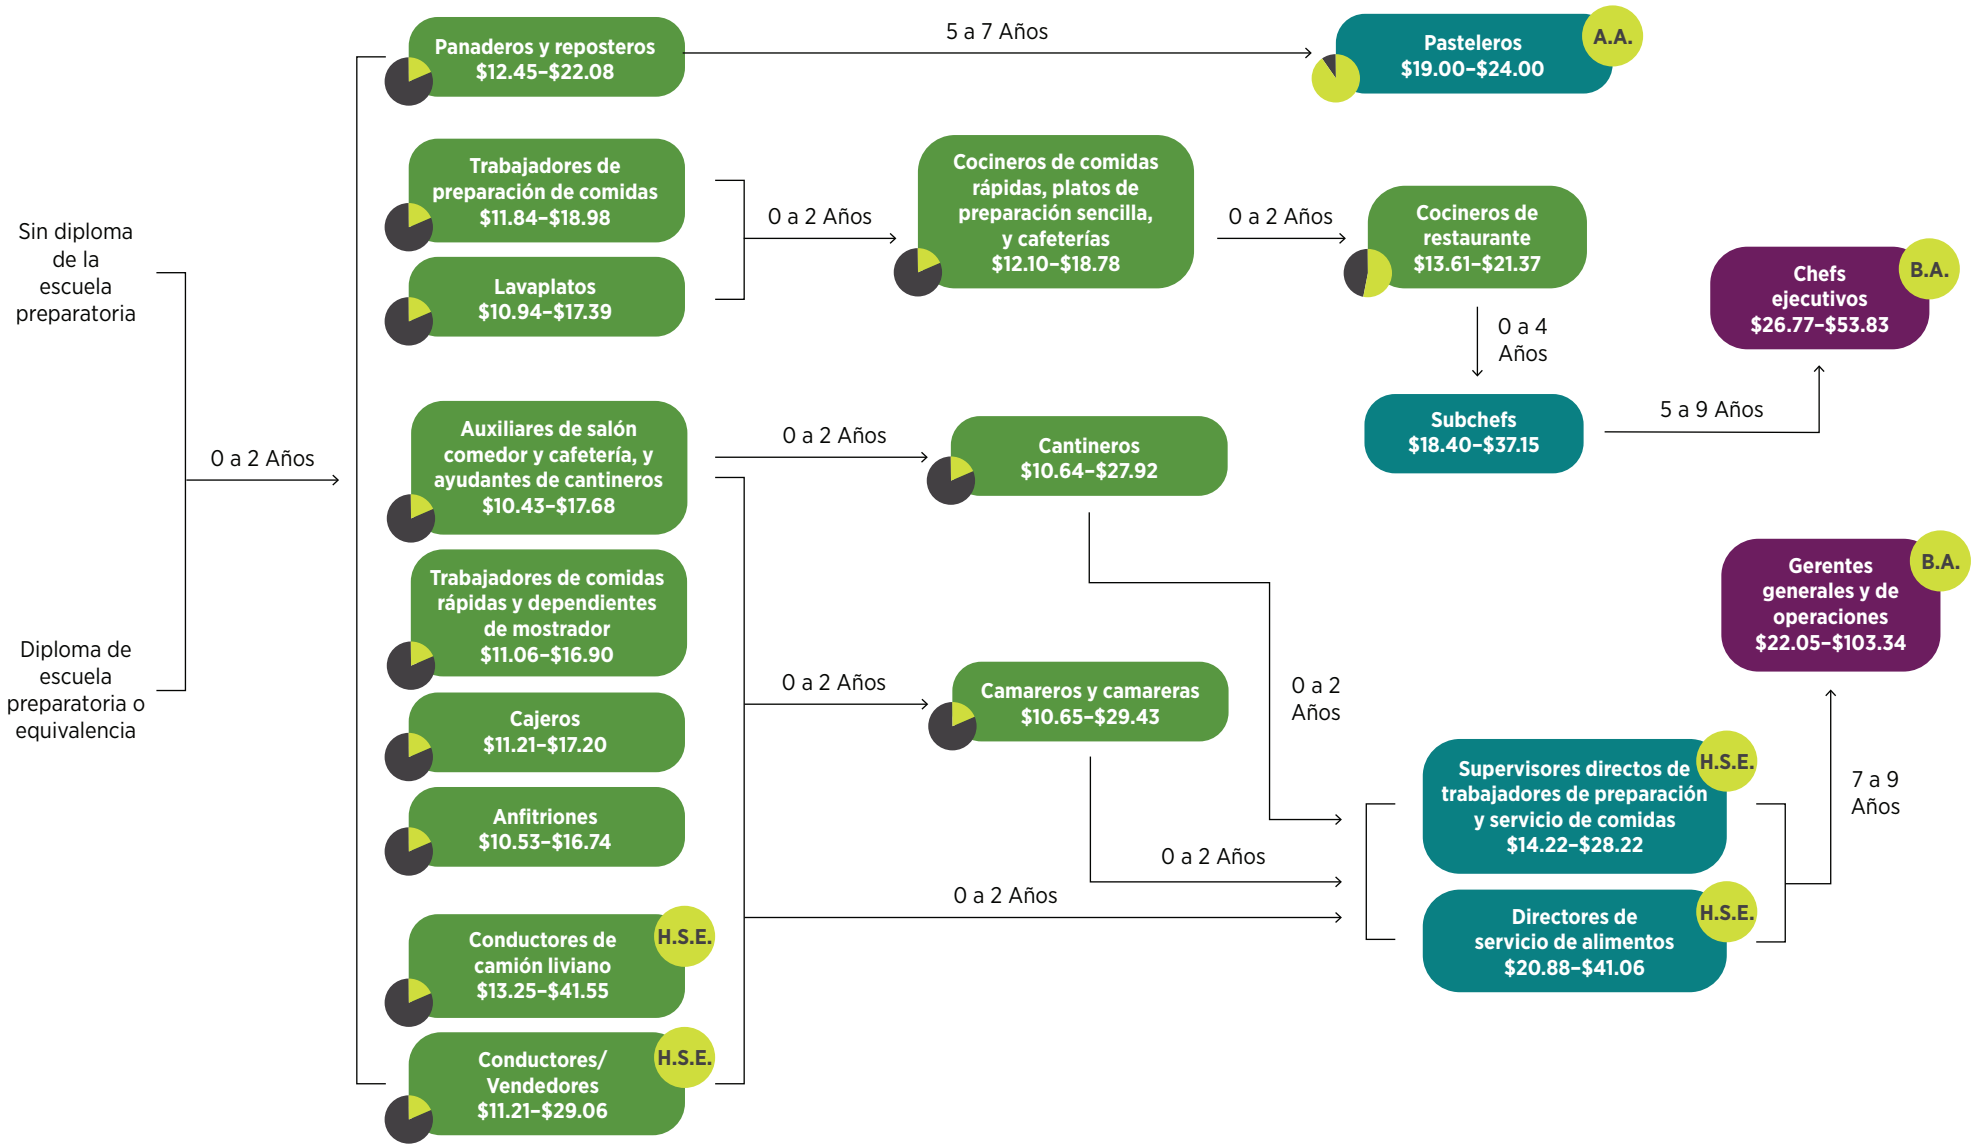 Sin diploma
de la
escuela
preparatoria
Diploma de
escuela
preparatoria o
equivalencia
0 a 2 Años
Panaderos y reposteros
$12.45–$22.08
5 a 7 Años
Pasteleros
$19.00–$24.00
A.A.
Trabajadores de
preparación de comidas
$11.84–$18.98
Lavaplatos
$10.94–$17.39
0 a 2 Años
Cocineros de comidas
rápidas, platos de
preparación sencilla,
y cafeterías
$12.10–$18.78
0 a 2 Años
Cocineros de
restaurante
$13.61–$21.37
0 a 4
Años
Subchefs
$18.40–$37.15
5 a 9 Años
Chefs
ejecutivos
$26.77–$53.83
B.A.
Auxiliares de salón
comedor y cafetería, y
ayudantes de cantineros
$10.43–$17.68
0 a 2 Años
Cantineros
$10.64–$27.92
Trabajadores de comidas
rápidas y dependientes
de mostrador
$11.06–$16.90
Cajeros
$11.21–$17.20
Anfitriones
$10.53–$16.74
Conductores de
camión liviano
$13.25–$41.55
H.S.E.
Conductores/
Vendedores
$11.21–$29.06
H.S.E.
0 a 2 Años
Camareros y camareras
$10.65–$29.43
0 a 2
Años
0 a 2 Años
0 a 2 Años
Supervisores directos de
trabajadores de preparación
y servicio de comidas
$14.22–$28.22
H.S.E.
Directores de
servicio de alimentos
$20.88–$41.06
H.S.E.
7 a 9
Años
Gerentes
generales y de
operaciones
$22.05–$103.34
B.A.